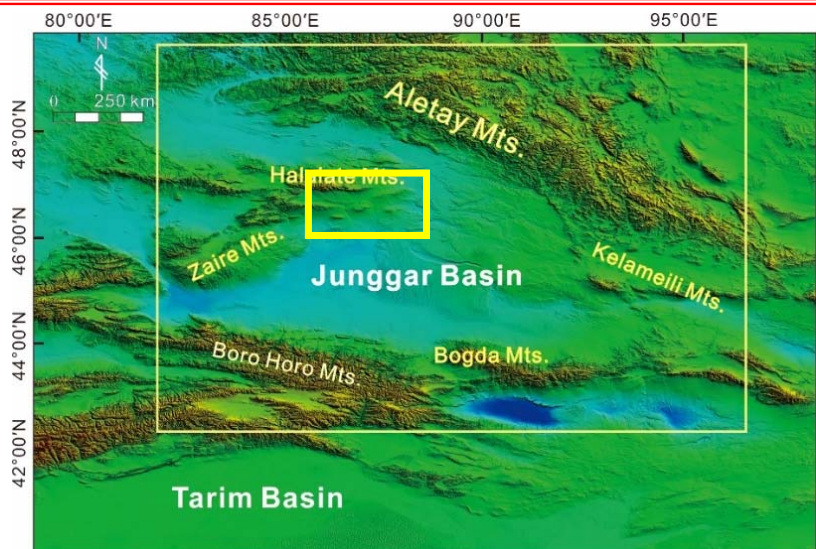 80°00'E 85°00'E 90°00'E 95°00'E
N
0 250 km
48°00'N
46°00'N
44°00'N
42°00'N
Aletay Mts.
Halalate Mts.
Zaire Mts.
Junggar Basin
Kelameili Mts.
Boro Horo Mts.
Bogda Mts.
Tarim Basin